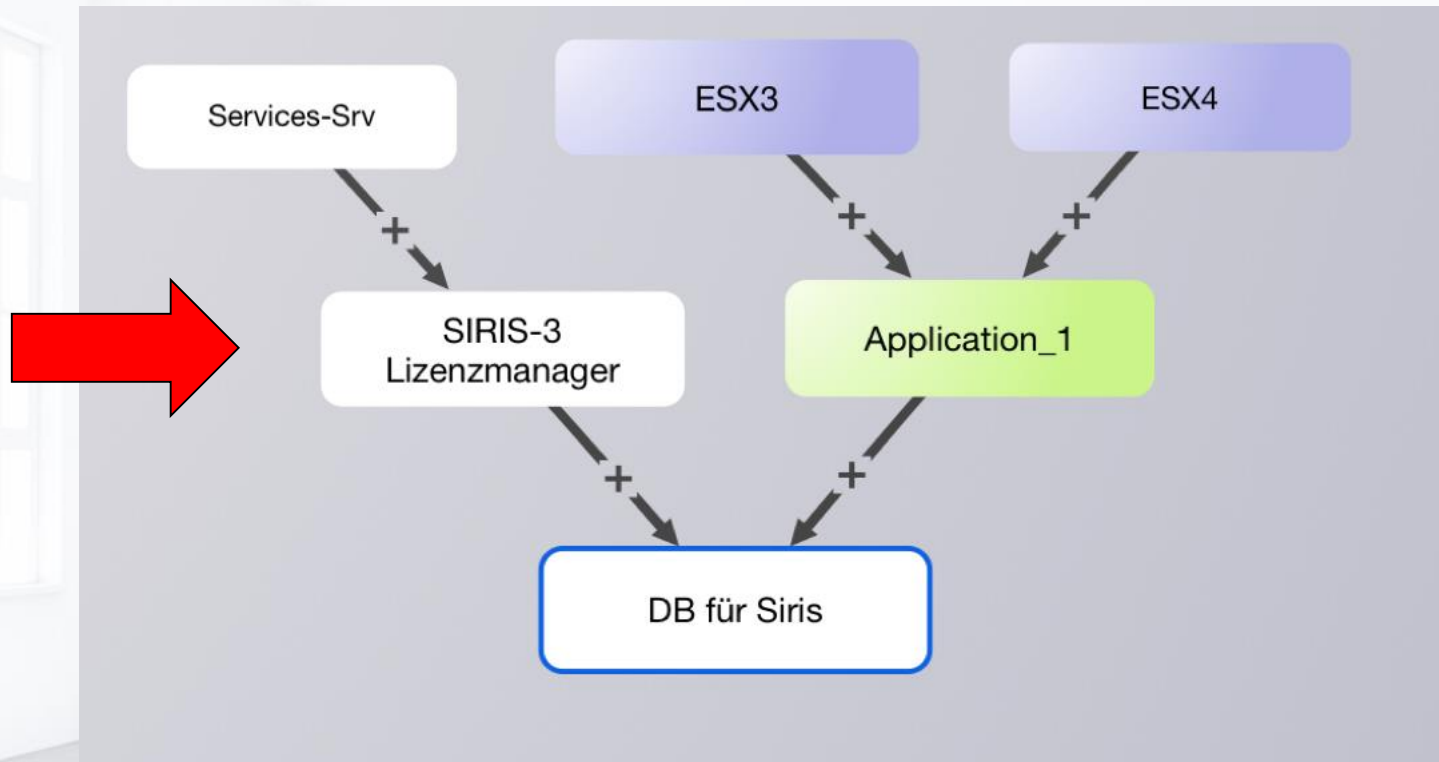 Services-Srv
ESX3
ESX4
+
+
+
SIRIS-3
Lizenzmanager
Application_1
+
+
DB für Siris